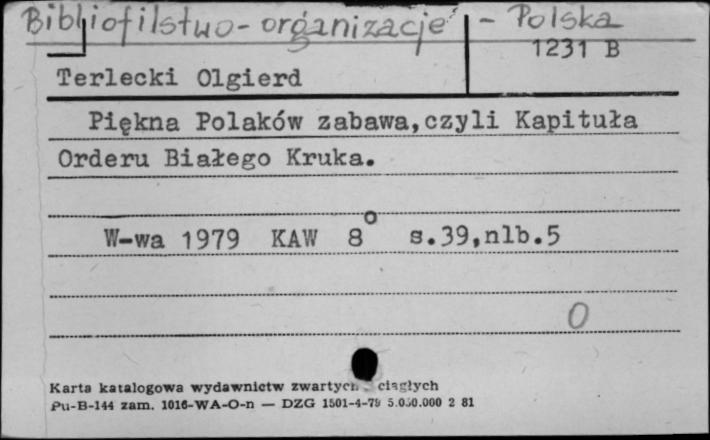 Bibliofilstwo - organizacje - Polska
1231 B
Terlecki Olgierd
Piękna Polaków zabawa,czyli Kapituła
Orderu Białego Kruka.
W-wa 1979 KAW 8° s.39,nlb.5
0
Karta katalogowa wydawnictw zwartych ciągłych
Pu-B-144 zam. 1016-WA-O-n — DZG 1501-4-79 5.050.000 2 81